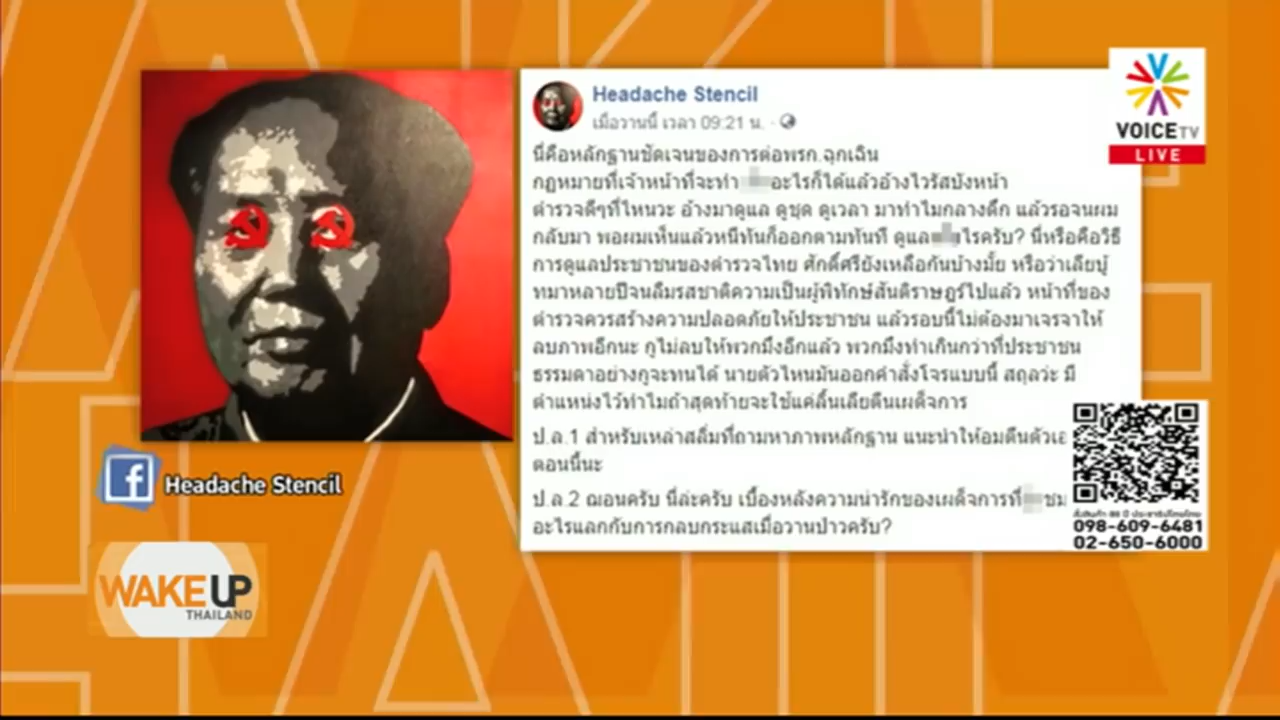 Headache Stencil
เมื่อวานนี้ เวลา 09:21 น. ·
นี่คือหลักฐานชัดเจนของการต่อพรก.ฉุกเฉิน
กฎหมายที่เจ้าหน้าที่จะทำ อะไรก็ได้แล้วอ้างไวรัสบังหน้า
ตำรวจดีๆที่ไหนวะ อ้างมาดูแล ดูชุด ดูเวลา มาทำไมกลางดึก แล้วรอจนผม
กลับมา พอผมเห็นแล้วหนีทันก็ออกตามทันที ดูแล ไรครับ? นี่หรือคือวิธี
การดูแลประชาชนของตำรวจไทย ศักดิ์ศรียังเหลือกันบ้างมั้ย หรือว่าเลียบู้
ทมาหลายปีจนลืมรสชาติความเป็นผู้พิทักษ์สันติราษฎร์ไปแล้ว หน้าที่ของ
ตำรวจควรสร้างความปลอดภัยให้ประชาชน แล้วรอบนี้ไม่ต้องมาเจรจาให้
ลบภาพอีกนะ กูไม่ลบให้พวกมึงอีกแล้ว พวกมึงทำเกินกว่าที่ประชาชน
ธรรมดาอย่างกูจะทนได้ นายตัวไหนมันออกคำสั่งโจรแบบนี้ สถุลว่ะ มี
ตำแหน่งไว้ทำไมถ้าสุดท้ายจะใช้แค่ลิ้นเลียตีนเผด็จการ
ป.ล.1 สำหรับเหล่าสลิ่มที่ถามหาภาพหลักฐาน แนะนำให้อมตีนตัวเอ
ตอนนี้นะ
ป.ล.2 ฌอนครับ นี่ล่ะครับ เบื้องหลังความน่ารักของเผด็จการที่ ชม
อะไรแลกกับการกลบกระแสเมื่อวานป่าวครับ?
VOICE TV
LIVE
Headache Stencil
WAKE UP
THAILAND
098-609-6481
02-650-6000